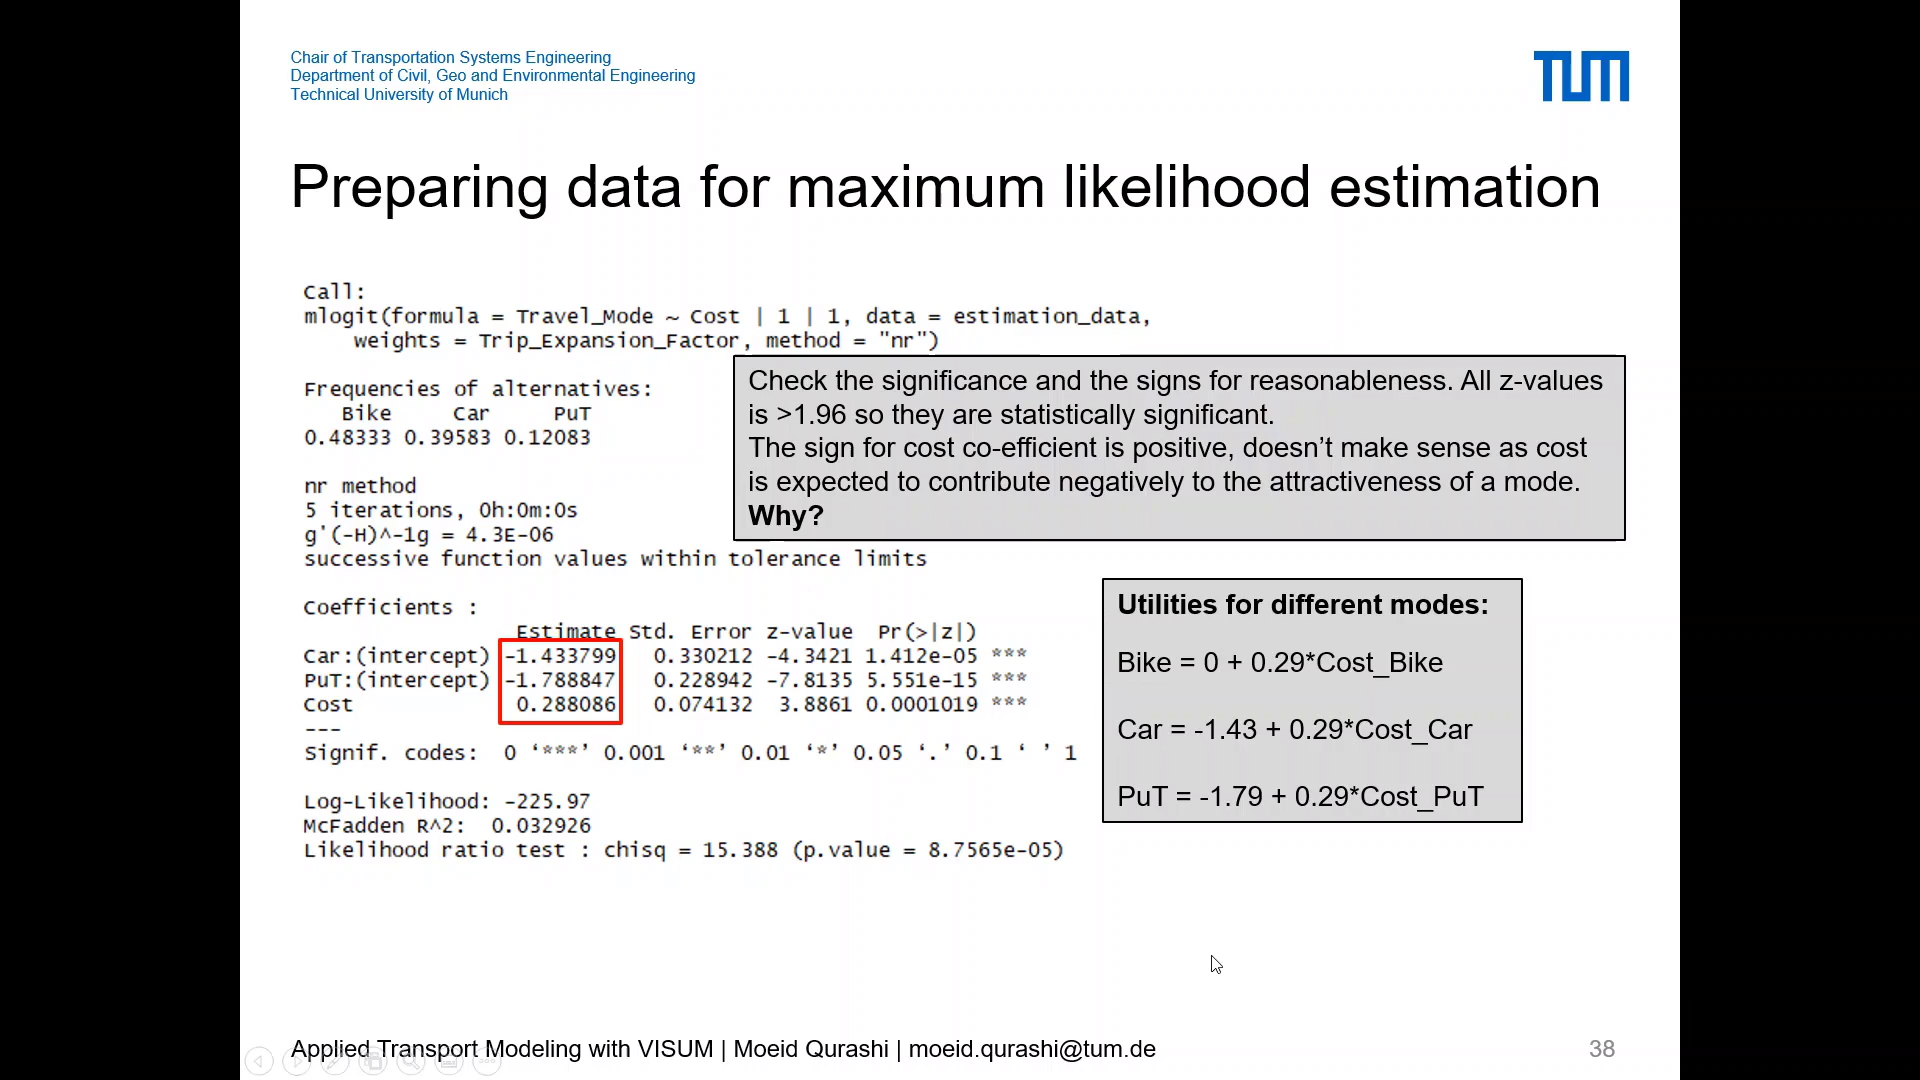 Chair of Transportation Systems Engineering
Department of Civil, Geo and Environmental Engineering
Technical University of Munich
TUM
Preparing data for maximum likelihood estimation
Call:
mlogit(formula = Travel_Mode ~ Cost | 1 | 1, data = estimation_data,
weights = Trip_Expansion_Factor, method = "nr")
Frequencies of alternatives:
Bike Car PuT
0.48333 0.39583 0.12083
nr method
5 iterations, 0h:0m:0s
g'(-H)^-1g = 4.3E-06
successive function values within tolerance limits
Check the significance and the signs for reasonableness. All z-values
is >1.96 so they are statistically significant.
The sign for cost co-efficient is positive, doesn’t make sense as cost
is expected to contribute negatively to the attractiveness of a mode.
Why?
Coefficients :
Estimate Std. Error z-value Pr(>|z|)
Car:(intercept) -1.433799 0.330212 -4.3421 1.412e-05 ***
PuT:(intercept) -1.788847 0.228942 -7.8135 5.551e-15 ***
Cost 0.288086 0.074132 3.8861 0.0001019 ***
---
Signif. codes: 0 ‘***’ 0.001 ‘**’ 0.01 ‘*’ 0.05 ‘.’ 0.1 ‘ ’ 1
Log-Likelihood: -225.97
McFadden R^2: 0.032926
Likelihood ratio test : chisq = 15.388 (p.value = 8.7565e-05)
Utilities for different modes:
Bike = 0 + 0.29*Cost_Bike
Car = -1.43 + 0.29*Cost_Car
PuT = -1.79 + 0.29*Cost_PuT
Applied Transport Modeling with VISUM | Moeid Qurashi | moeid.qurashi@tum.de
38